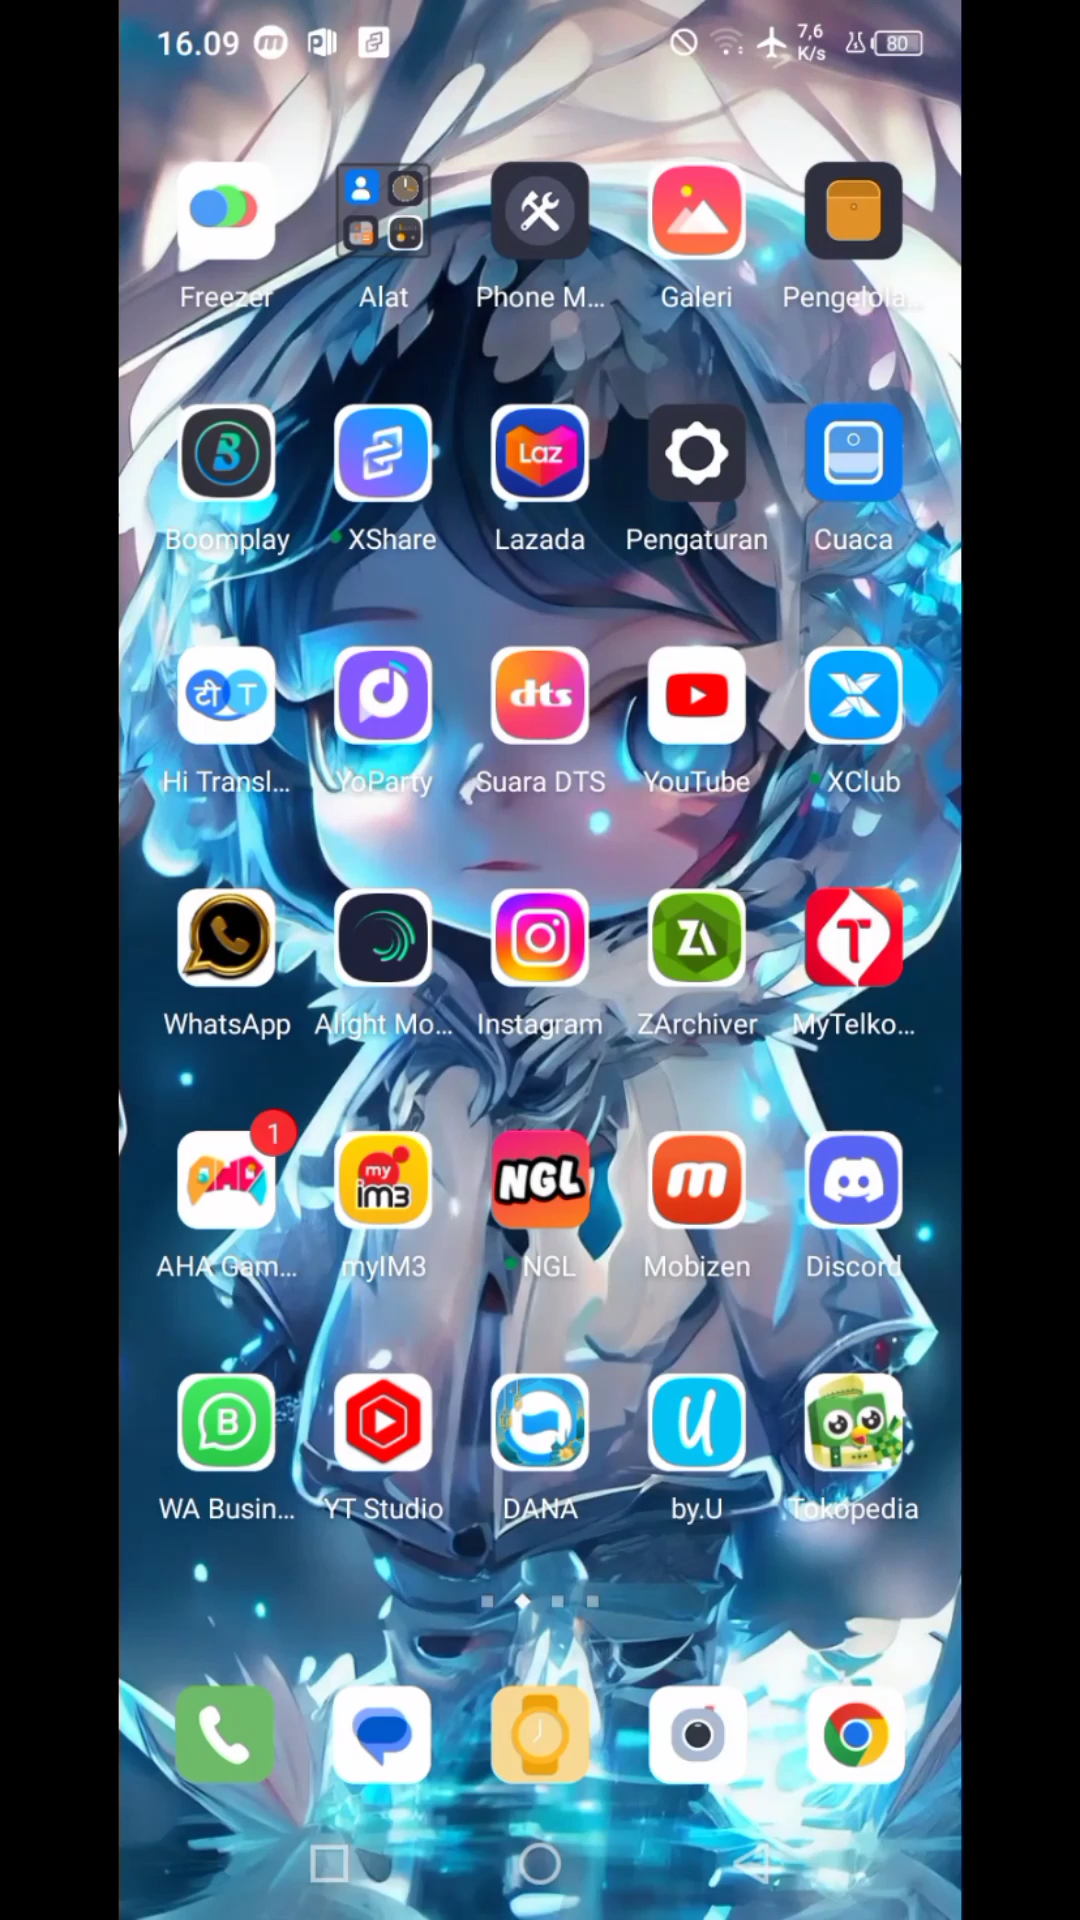 16.09 7,6 K/s 80
Freezer Alat Phone M... Galeri Pengelola...
Laz
Boomplay XShare Lazada Pengaturan Cuaca
टी T dts
Hi Transl... YoParty Suara DTS YouTube XClub
ZA T
WhatsApp Alight Mo... Instagram ZArchiver MyTelko...
1
AHA my im3 NGL m
AHA Gam... myIM3 NGL Mobizen Discord
B U
WA Busin... YT Studio DANA by.U Tokopedia